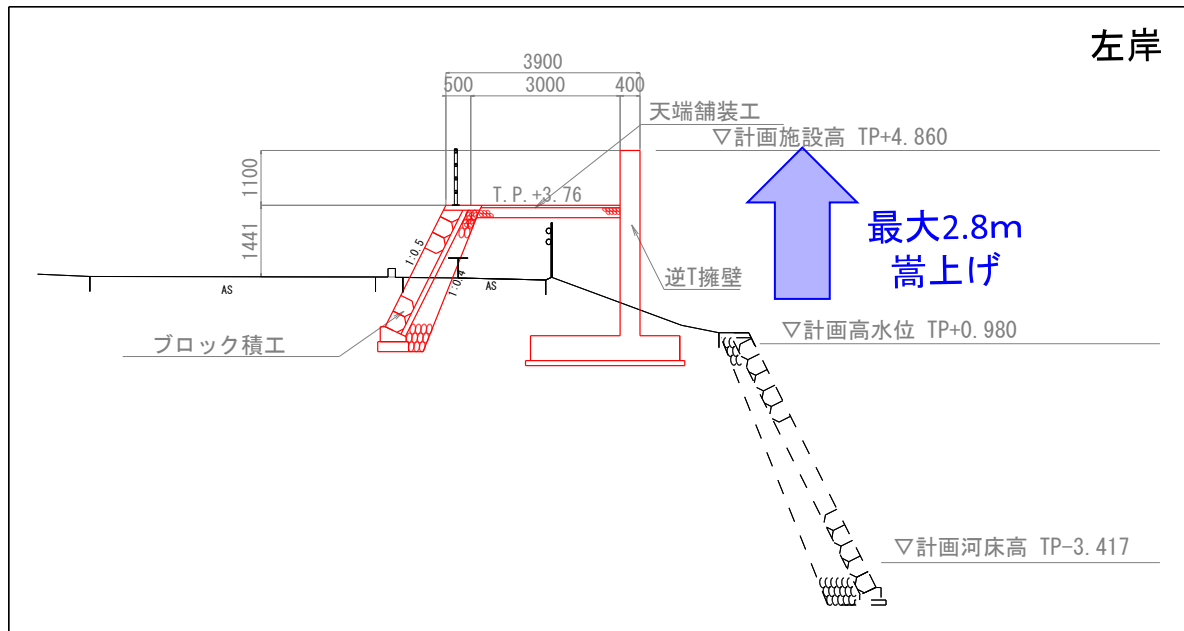 左岸
3900
500
3000
400
天端舗装工
▽計画施設高 TP+4.860
1100
T.P.+3.76
最大2.8m
嵩上げ
1441
1:0.5
1:0.4
逆T擁壁
AS
AS
ブロック積工
▽計画高水位 TP+0.980
▽計画河床高 TP-3.417